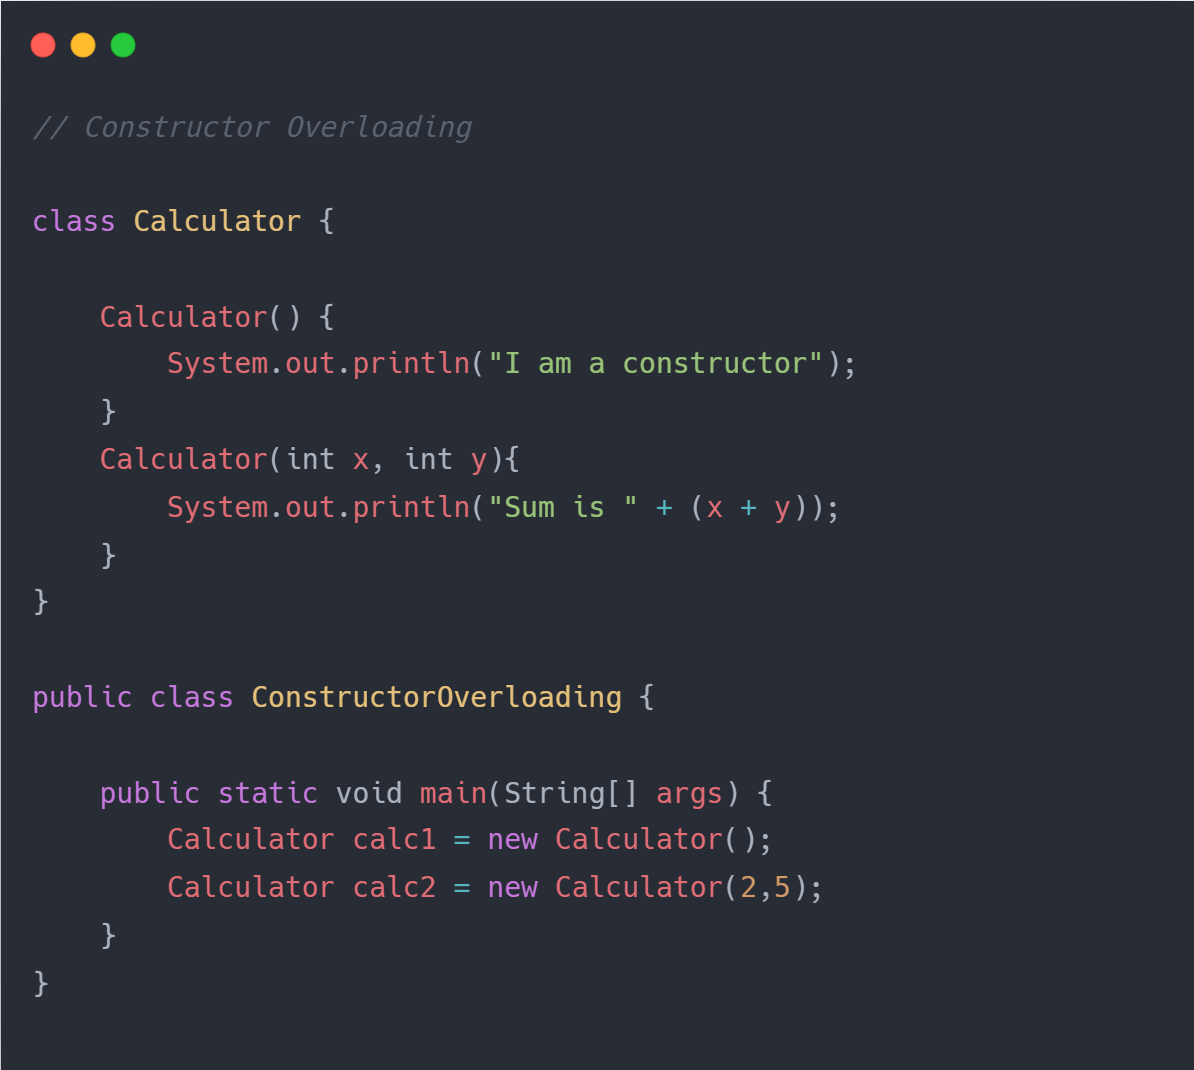 // Constructor Overloading

class Calculator {

    Calculator() {
        System.out.println("I am a constructor");
    }
    Calculator(int x, int y){
        System.out.println("Sum is " + (x + y));
    }
}

public class ConstructorOverloading {

    public static void main(String[] args) {
        Calculator calc1 = new Calculator();
        Calculator calc2 = new Calculator(2,5);
    }
}